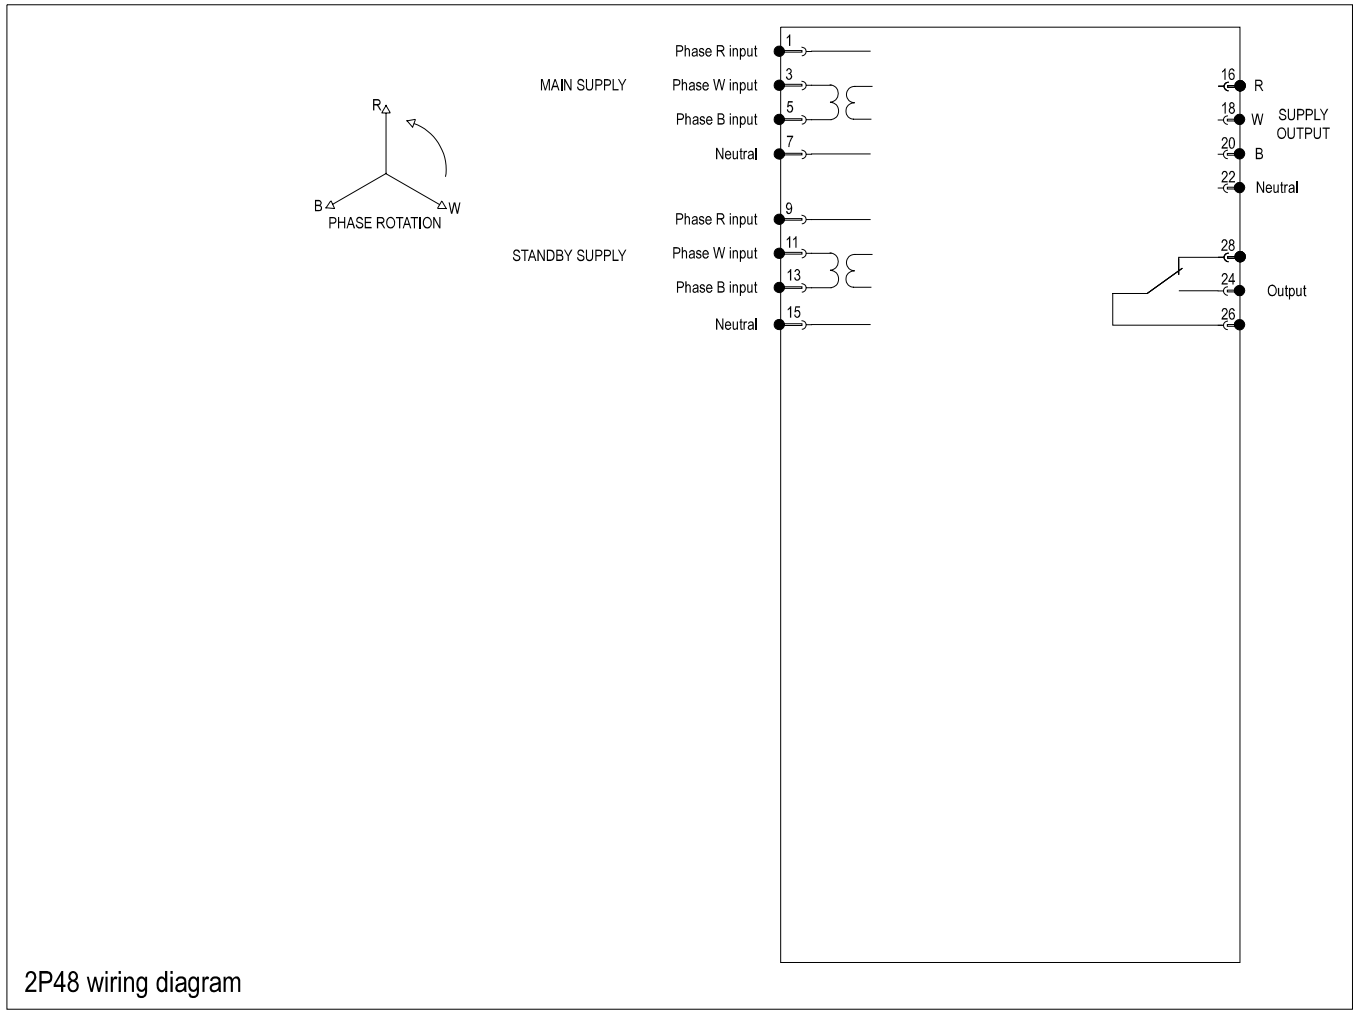 Phase R input 1
MAIN SUPPLY Phase W input 3
Phase B input 5
Neutral 7
16 R
18 W SUPPLY
OUTPUT
20 B
22 Neutral
R
B W
PHASE ROTATION
Phase R input 9
STANDBY SUPPLY Phase W input 11
Phase B input 13
Neutral 15
28
24 Output
26
2P48 wiring diagram